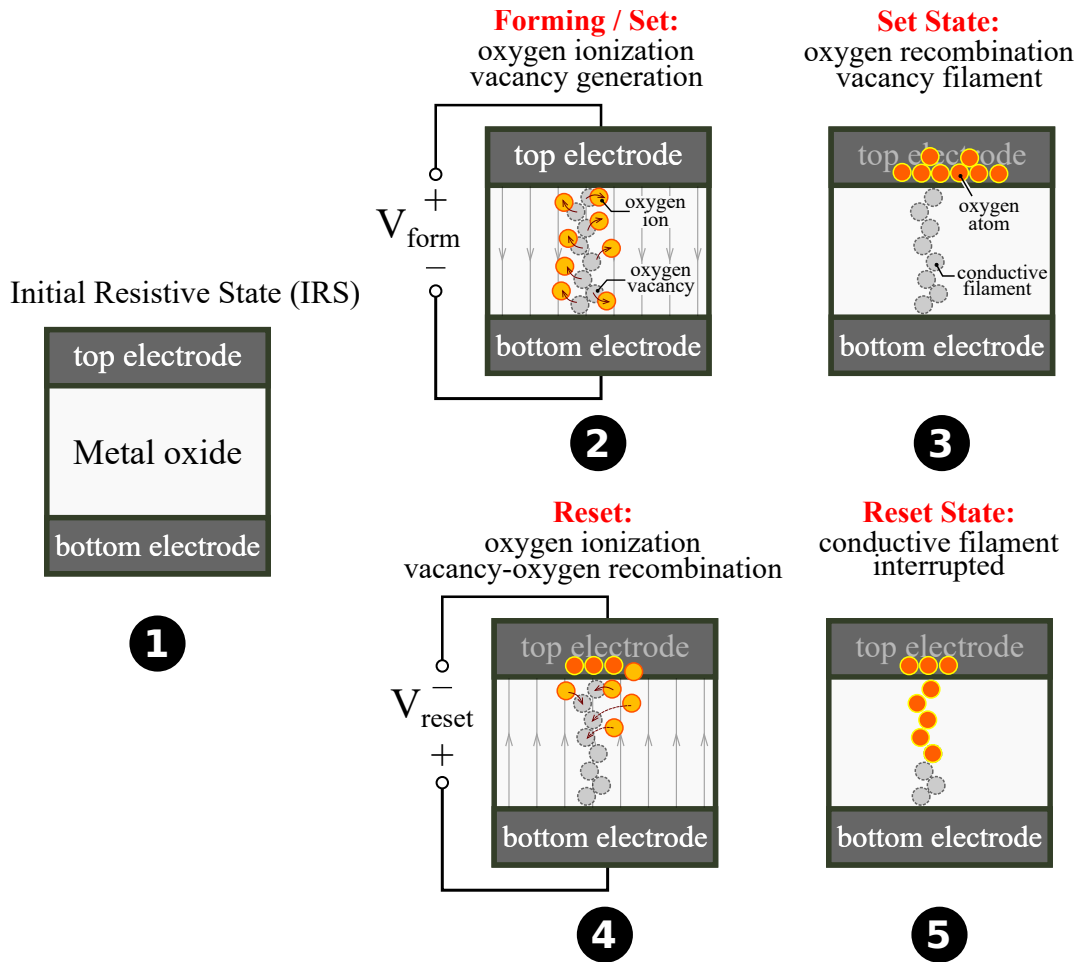 Initial Resistive State (IRS)
top electrode
Metal oxide
bottom electrode
1
Forming / Set:
oxygen ionization
vacancy generation
+
V form
−
top electrode
oxygen
ion
oxygen
vacancy
bottom electrode
2
Set State:
oxygen recombination
vacancy filament
top electrode
oxygen
atom
conductive
filament
bottom electrode
3
Reset:
oxygen ionization
vacancy-oxygen recombination
−
V reset
+
top electrode
bottom electrode
4
Reset State:
conductive filament
interrupted
top electrode
bottom electrode
5